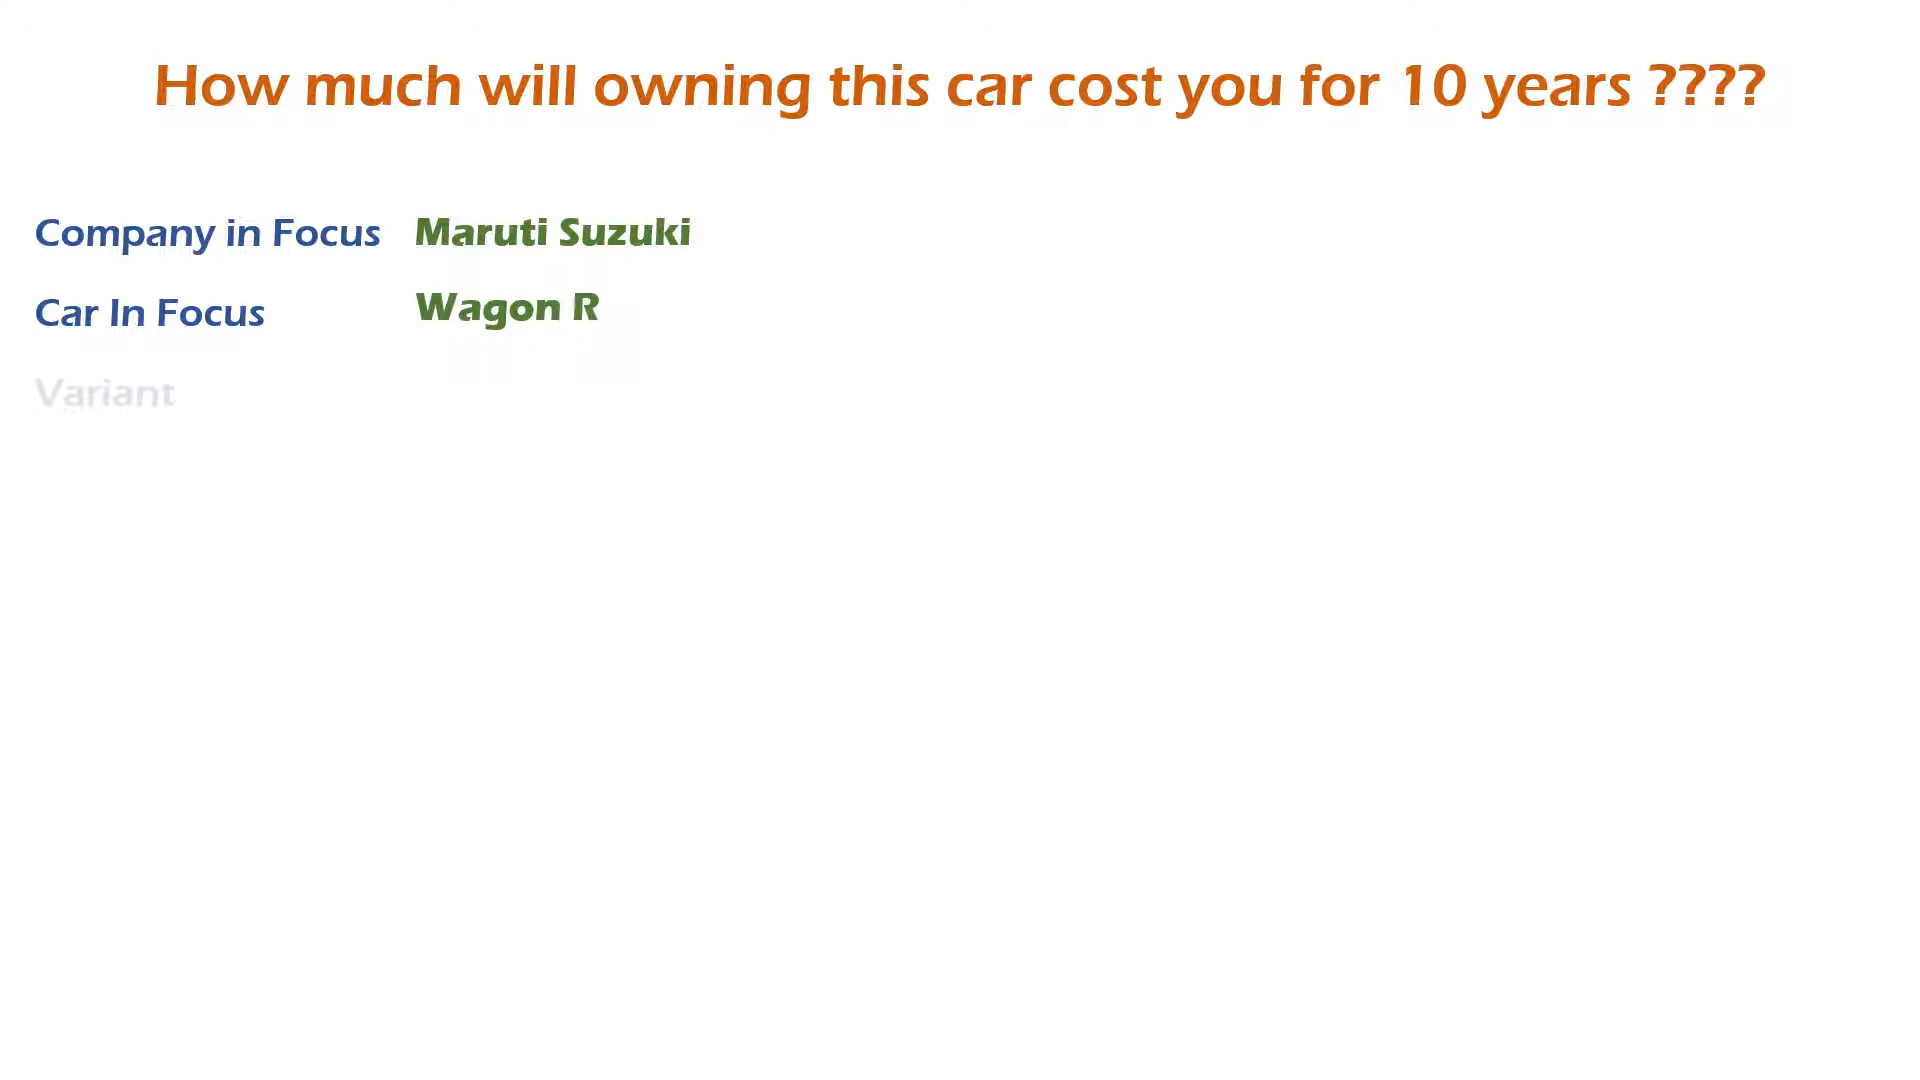 How much will owning this car cost you for 10 years ????
Company in Focus Maruti Suzuki
Car In Focus Wagon R
Variant